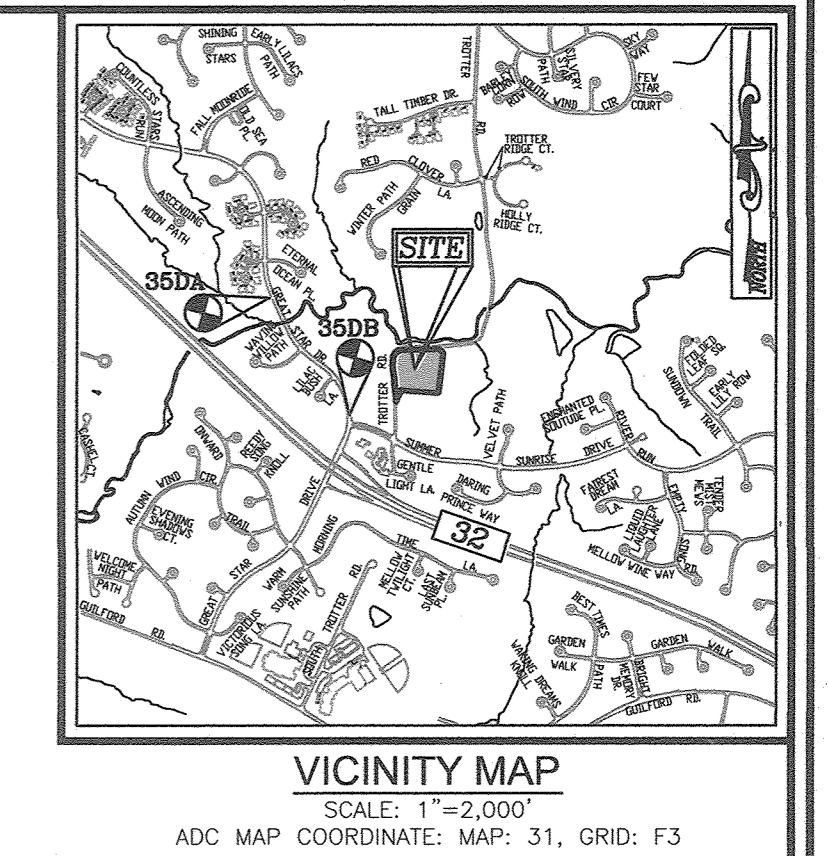 SHINING
STARS
EARLY LILACS
PATH
COUNTLESS
STARS
RUN
FALL MOONRIDE
OLD SEA
PL.
ASCENDING
MOON PATH
ETERNAL
OCEAN PL.
TROTTER
RD.
TALL TIMBER DR.
BARLEY
CORN
ROW
SOUTH WIND CIR.
PATH
SILVERY
STAR
SKY
WAY
FEW
STAR
COURT
TROTTER
RIDGE CT.
RED CLOVER LA.
WINTER PATH
GRAIN
HOLLY
RIDGE CT.
NORTH
SITE
35DA
35DB
GREAT STAR DR.
WAVING
WILLOW
PATH
LILAC
BUSH
LA.
TROTTER RD.
FOLDED
LEAF SQ.
EARLY
LILY ROW
SUNDOWN TRAIL
ENCHANTED
SOLITUDE PL.
RIVER RUN
VELVET PATH
SUMMER SUNRISE DRIVE
GENTLE
LIGHT LA.
DARING
PRINCE WAY
FAIREST
DREAM
LA.
LIQUID
LAUGHTER
LANE
EMPTY SONG RD.
TENDER
MIST
MEWS
MELLOW WINE WAY
CASHEL CT.
ONWARD
TRAIL
REEDY
SONG
KNOLL
AUTUMN WIND CIR.
EVENING
SHADOWS
CT.
WELCOME
NIGHT
PATH
GUILFORD RD.
GREAT STAR DRIVE
VICTORIOUS
SONG LA.
WARM
SUNSHINE
PATH
MORNING TIME LA.
MELLOW
TWILIGHT
CT.
LAST
SUNBEAM
PL.
SOUTH TROTTER RD.
32
BEST TIMES
PATH
GARDEN
WALK
GARDEN WALK
BRIGHT
MEMORY
DR.
WANING DREAMS
KNOLL
GUILFORD RD.
VICINITY MAP
SCALE: 1"=2,000'
ADC MAP COORDINATE: MAP: 31, GRID: F3